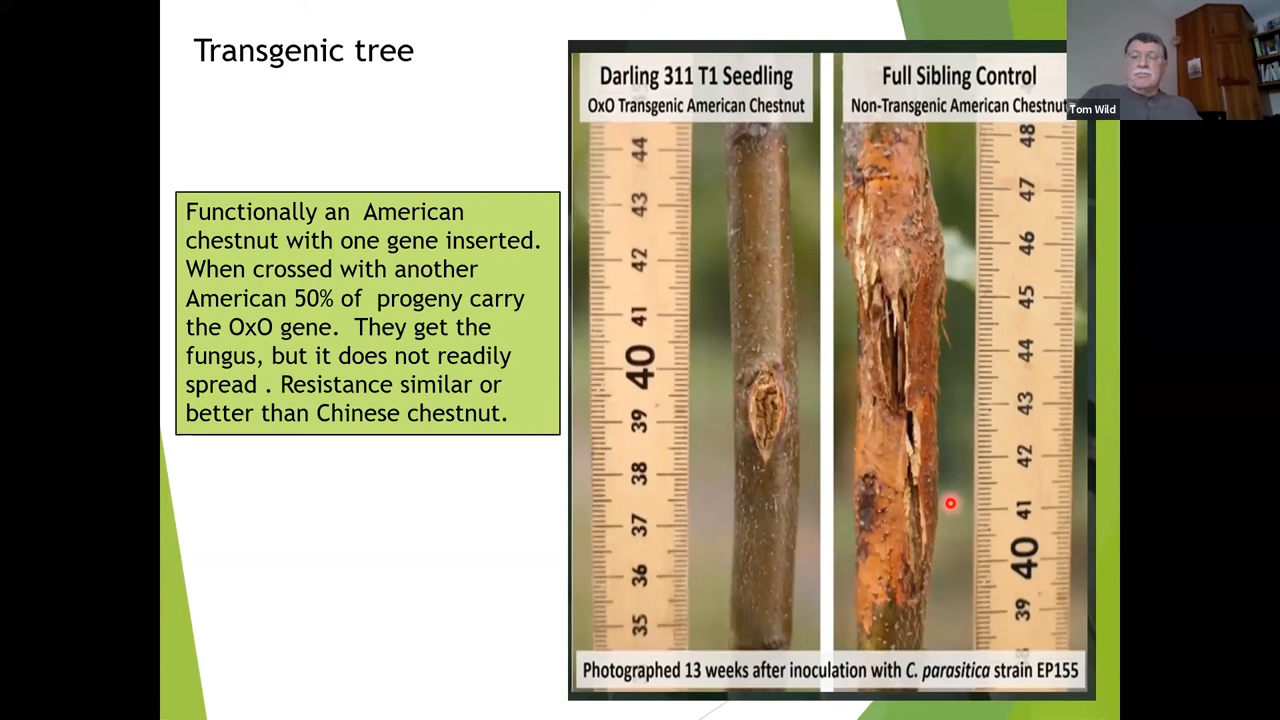 Transgenic tree
Functionally an American
chestnut with one gene inserted.
When crossed with another
American 50% of progeny carry
the OxO gene. They get the
fungus, but it does not readily
spread . Resistance similar or
better than Chinese chestnut.
Darling 311 T1 Seedling
OxO Transgenic American Chestnut
44
43
42
41
40
39
38
37
36
35
Full Sibling Control
Non-Transgenic American Chestnut
48
47
46
45
44
43
42
41
40
39
Photographed 13 weeks after inoculation with C. parasitica strain EP155
Tom Wild